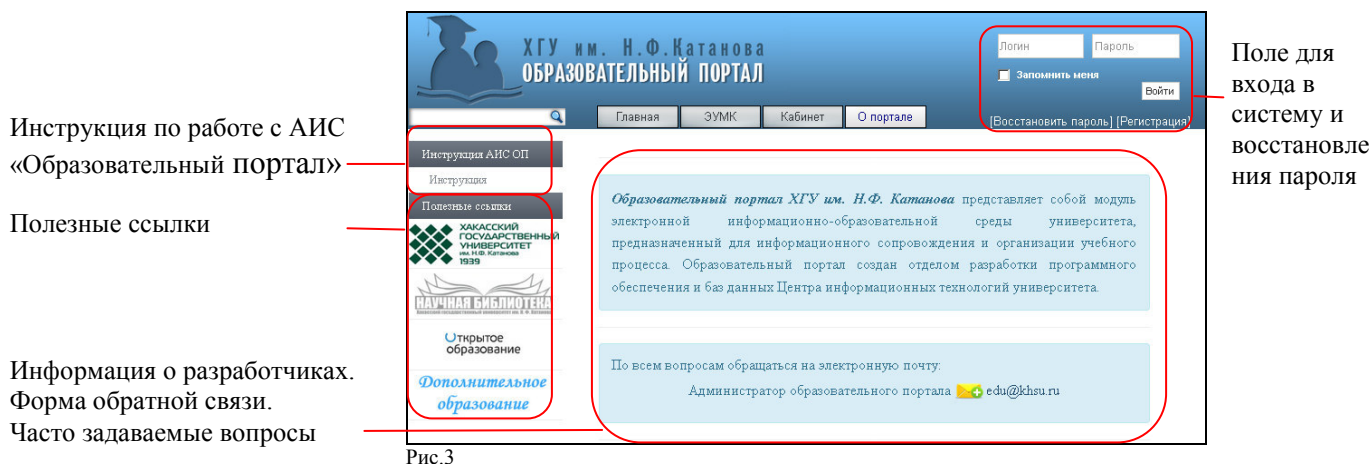 ХГУ им. Н.Ф.Катанова
ОБРАЗОВАТЕЛЬНЫЙ ПОРТАЛ
Логин
Пароль
Запомнить меня
Войти
[Восстановить пароль] [Регистрация]
Поле для
входа в
систему и
восстановле
ния пароля
Главная
ЭУМК
Кабинет
О портале
Инструкция по работе с АИС
«Образовательный портал»
Полезные ссылки
Информация о разработчиках.
Форма обратной связи.
Часто задаваемые вопросы
Инструкция АИС ОП
Инструкция
Полезные ссылки
ХАКАССКИЙ
ГОСУДАРСТВЕННЫЙ
УНИВЕРСИТЕТ
им. Н.Ф. Катанова
1939
НАУЧНАЯ БИБЛИОТЕКА
Открытое
образование
Дополнительное
образование
Образовательный портал ХГУ им. Н.Ф. Катанова представляет собой модуль
электронной информационно-образовательной среды университета,
предназначенный для информационного сопровождения и организации учебного
процесса. Образовательный портал создан отделом разработки программного
обеспечения и баз данных Центра информационных технологий университета.
По всем вопросам обращаться на электронную почту:
Администратор образовательного портала edu@khsu.ru
Рис.3